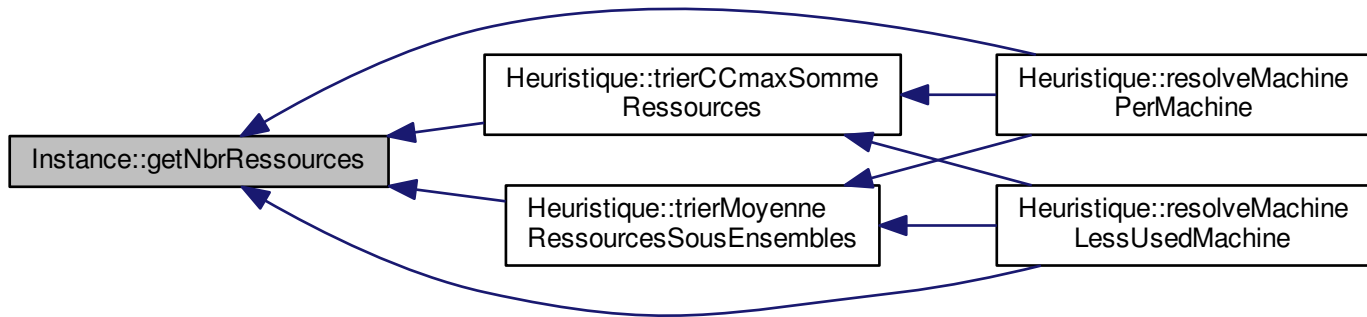 Instance::getNbrRessources
Heuristique::trierCCmaxSomme
Ressources
Heuristique::trierMoyenne
RessourcesSousEnsembles
Heuristique::resolveMachine
PerMachine
Heuristique::resolveMachine
LessUsedMachine